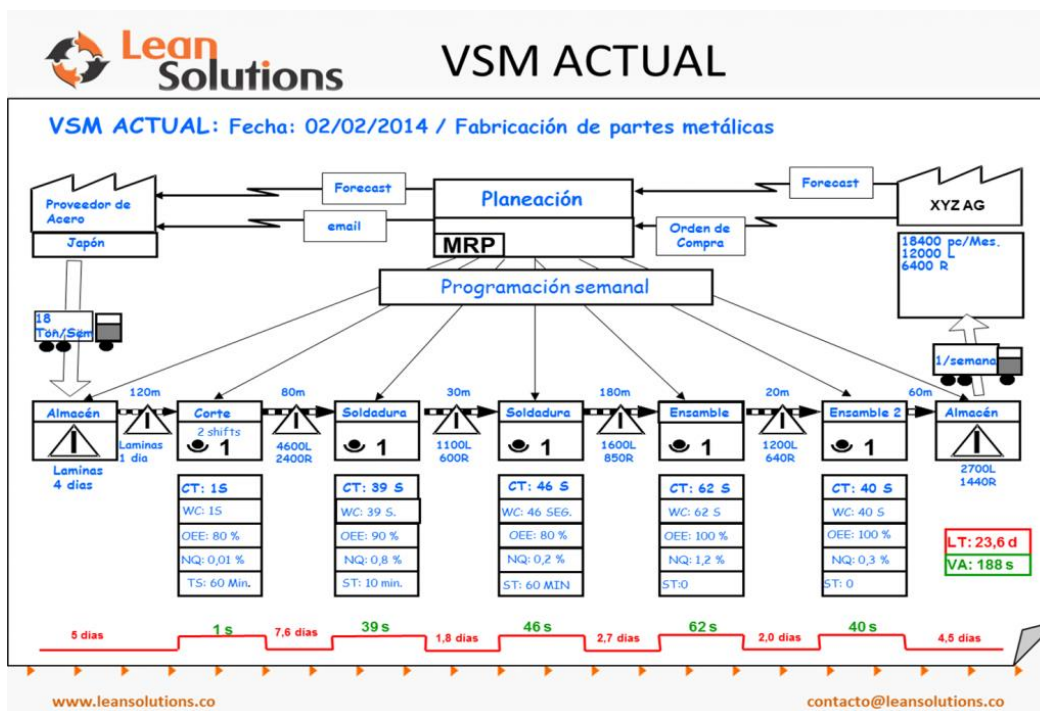 Lean
Solutions
VSM ACTUAL
VSM ACTUAL: Fecha: 02/02/2014 / Fabricación de partes metálicas
Proveedor de
Acero
Japón
Forecast
email
Planeación
MRP
Forecast
Orden de
Compra
XYZ AG
18400 pc/Mes.
12000 L
6400 R
Programación semanal
18
Ton/Sem
1/semana
120m
80m
30m
180m
20m
60m
Almacén
I
Laminas
4 dias
Laminas
1 dia
Corte
2 shifts
1
I
4600L
2400R
Soldadura
1
I
1100L
600R
Soldadura
1
I
1600L
850R
Ensamble
1
I
1200L
640R
Ensamble 2
1
Almacén
I
2700L
1440R
CT: 1S
WC: 1S
OEE: 80 %
NQ: 0,01 %
TS: 60 Min.
CT: 39 S
WC: 39 S.
OEE: 90 %
NQ: 0,8 %
ST: 10 min.
CT: 46 S
WC: 46 SEG.
OEE: 80 %
NQ: 0,2 %
ST: 60 MIN
CT: 62 S
WC: 62 S
OEE: 100 %
NQ: 1,2 %
ST:0
CT: 40 S
WC: 40 S
OEE: 100 %
NQ: 0,3 %
ST: 0
LT: 23,6 d
VA: 188 s
5 dias
1 s
7,6 dias
39 s
1,8 dias
46 s
2,7 dias
62 s
2,0 dias
40 s
4,5 dias
www.leansolutions.co
contacto@leansolutions.co